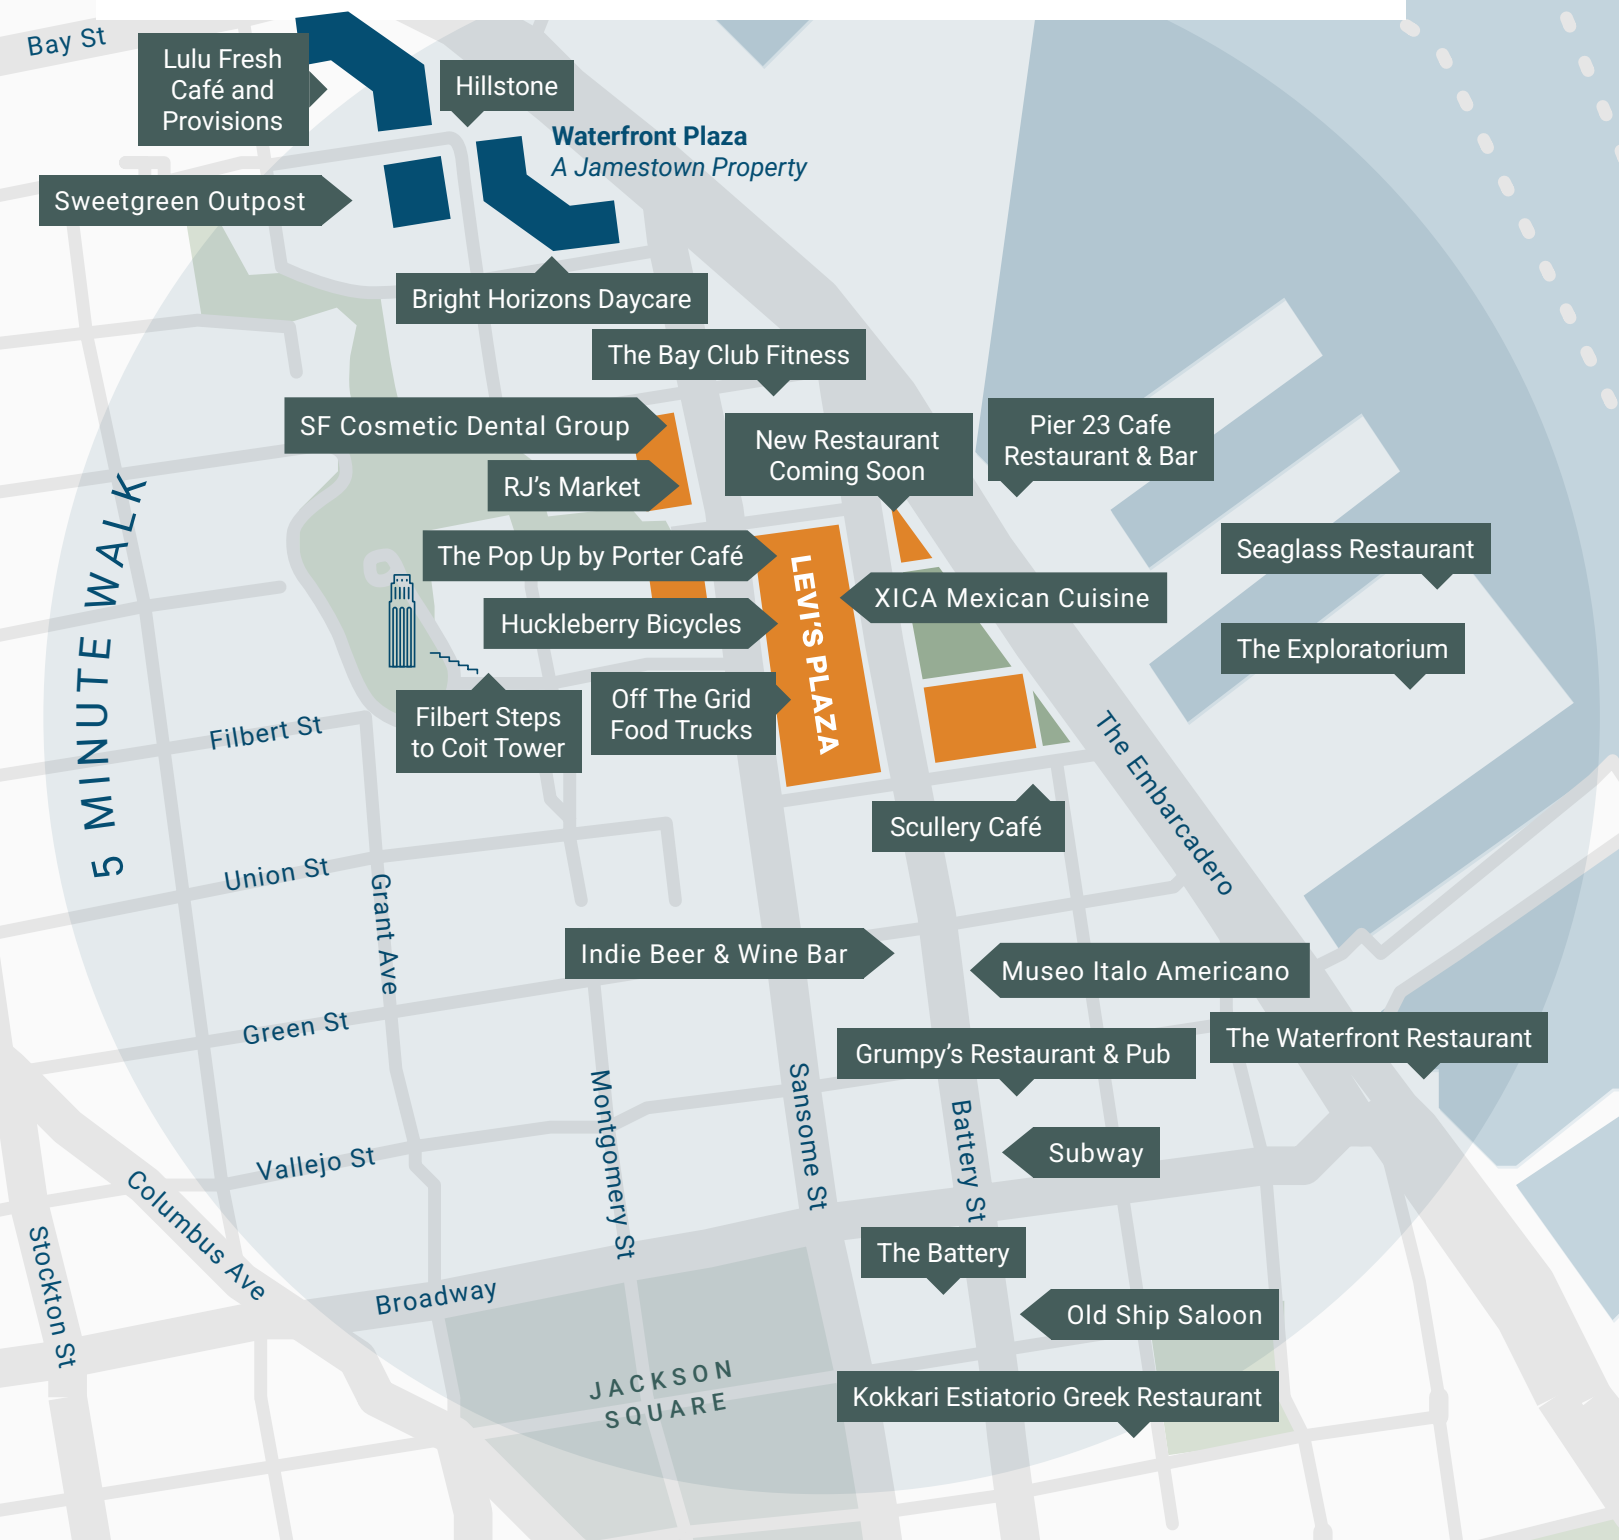 Bay St
Lulu Fresh
Café and
Provisions
Hillstone
Waterfront Plaza
A Jamestown Property
Sweetgreen Outpost
Bright Horizons Daycare
The Bay Club Fitness
SF Cosmetic Dental Group
New Restaurant
Coming Soon
Pier 23 Cafe
Restaurant & Bar
RJ's Market
5 MINUTE WALK
The Pop Up by Porter Café
LEVI'S PLAZA
Seaglass Restaurant
XICA Mexican Cuisine
Huckleberry Bicycles
The Exploratorium
Off The Grid
Food Trucks
Filbert Steps
to Coit Tower
Filbert St
The Embarcadero
Scullery Café
Union St
Grant Ave
Indie Beer & Wine Bar
Museo Italo Americano
Green St
The Waterfront Restaurant
Grumpy's Restaurant & Pub
Montgomery St
Sansome St
Battery St
Subway
Vallejo St
Columbus Ave
Stockton St
The Battery
Broadway
Old Ship Saloon
JACKSON
SQUARE
Kokkari Estiatorio Greek Restaurant